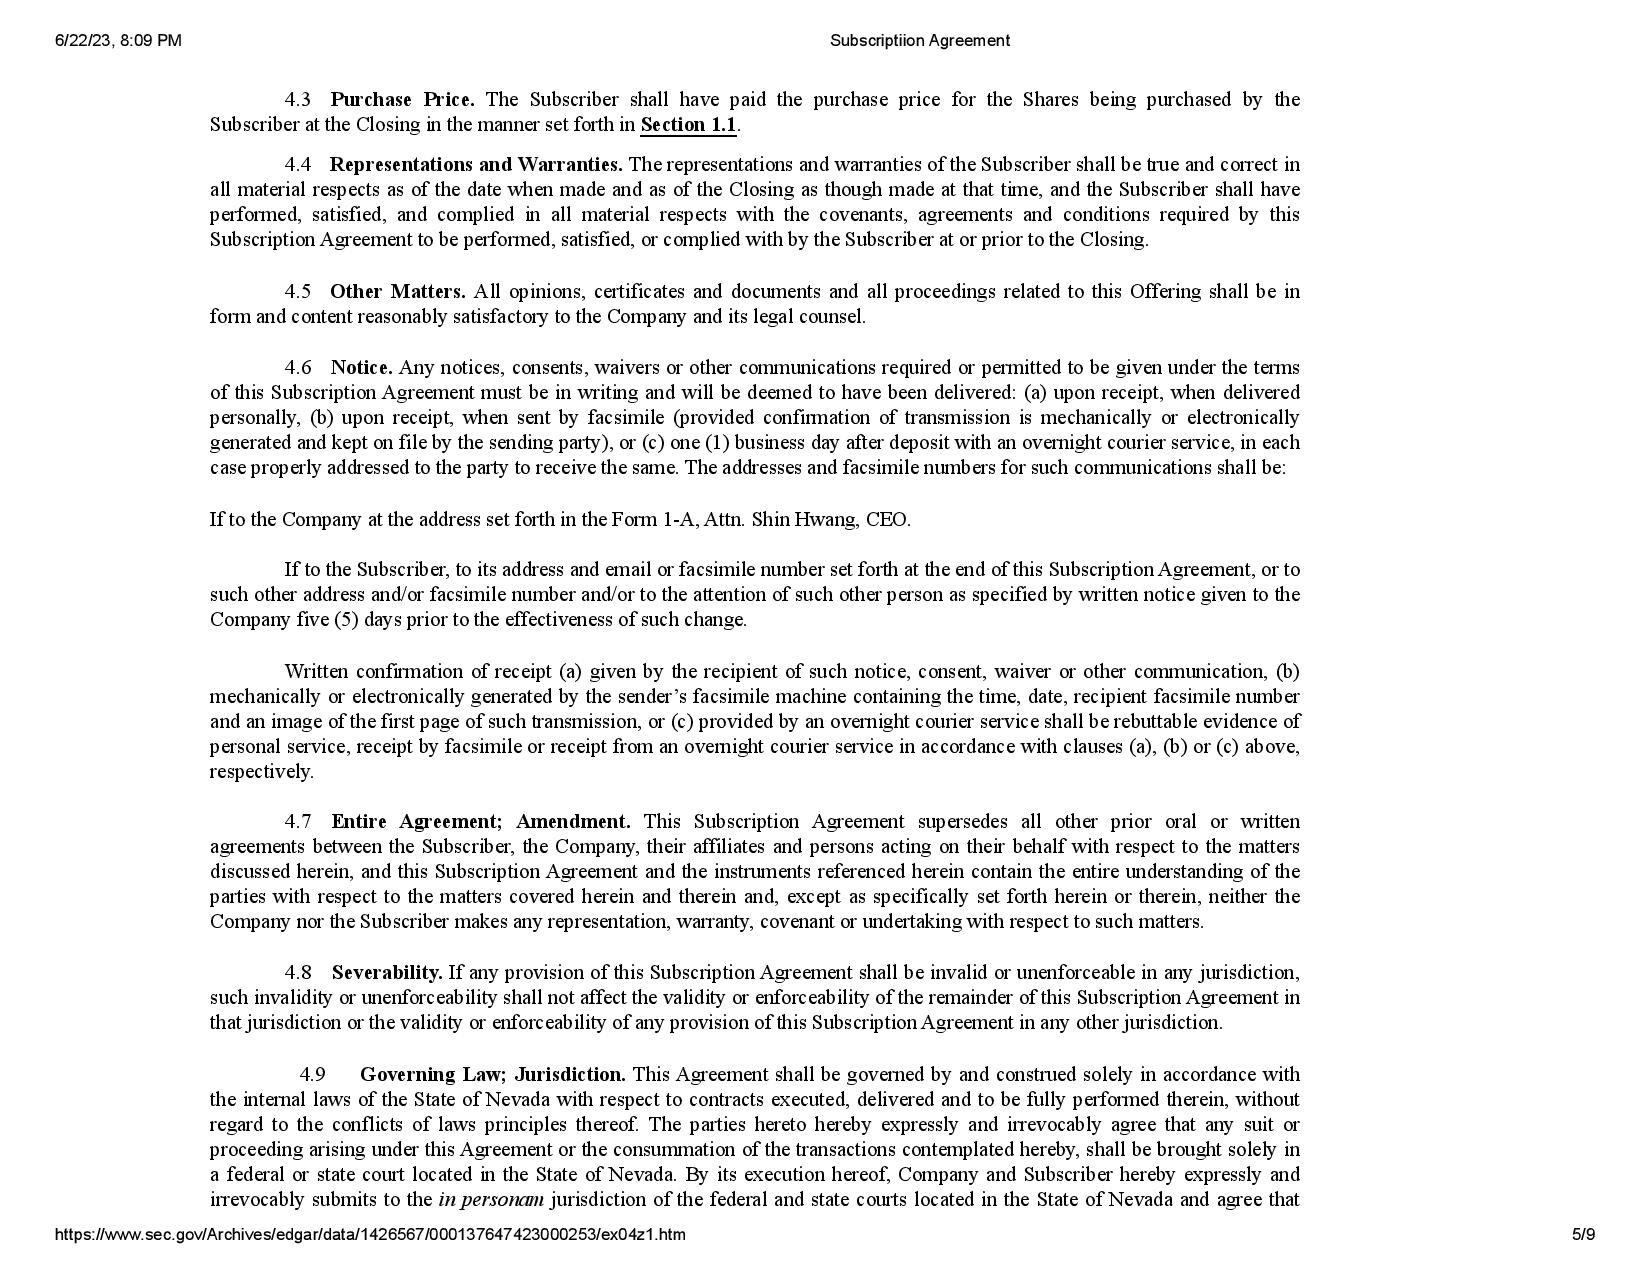 6/22/23, 8:09 PM
Subscriptiion Agreement
4.3 Purchase Price. The Subscriber shall have paid the purchase price for the Shares being purchased by the
Subscriber at the Closing in the manner set forth in Section 1.1.
4.4 Representations and Warranties. The representations and warranties of the Subscriber shall be true and correct in
all material respects as of the date when made and as of the Closing as though made at that time, and the Subscriber shall have
performed, satisfied, and complied in all material respects with the covenants, agreements and conditions required by this
Subscription Agreement to be performed, satisfied, or complied with by the Subscriber at or prior to the Closing.
4.5 Other Matters. All opinions, certificates and documents and all proceedings related to this Offering shall be in
form and content reasonably satisfactory to the Company and its legal counsel.
4.6 Notice. Any notices, consents, waivers or other communications required or permitted to be given under the terms
of this Subscription Agreement must be in writing and will be deemed to have been delivered: (a) upon receipt, when delivered
personally, (b) upon receipt, when sent by facsimile (provided confirmation of transmission is mechanically or electronically
generated and kept on file by the sending party), or (c) one (1) business day after deposit with an overnight courier service, in each
case properly addressed to the party to receive the same. The addresses and facsimile numbers for such communications shall be:
If to the Company at the address set forth in the Form 1-A, Attn. Shin Hwang, CEO.
If to the Subscriber, to its address and email or facsimile number set forth at the end of this Subscription Agreement, or to
such other address and/or facsimile number and/or to the attention of such other person as specified by written notice given to the
Company five (5) days prior to the effectiveness of such change.
Written confirmation of receipt (a) given by the recipient of such notice, consent, waiver or other communication, (b)
mechanically or electronically generated by the sender’s facsimile machine containing the time, date, recipient facsimile number
and an image of the first page of such transmission, or (c) provided by an overnight courier service shall be rebuttable evidence of
personal service, receipt by facsimile or receipt from an overnight courier service in accordance with clauses (a), (b) or (c) above,
respectively.
4.7 Entire Agreement; Amendment. This Subscription Agreement supersedes all other prior oral or written
agreements between the Subscriber, the Company, their affiliates and persons acting on their behalf with respect to the matters
discussed herein, and this Subscription Agreement and the instruments referenced herein contain the entire understanding of the
parties with respect to the matters covered herein and therein and, except as specifically set forth herein or therein, neither the
Company nor the Subscriber makes any representation, warranty, covenant or undertaking with respect to such matters.
4.8 Severability. If any provision of this Subscription Agreement shall be invalid or unenforceable in any jurisdiction,
such invalidity or unenforceability shall not affect the validity or enforceability of the remainder of this Subscription Agreement in
that jurisdiction or the validity or enforceability of any provision of this Subscription Agreement in any other jurisdiction.
4.9 Governing Law; Jurisdiction. This Agreement shall be governed by and construed solely in accordance with
the internal laws of the State of Nevada with respect to contracts executed, delivered and to be fully performed therein, without
regard to the conflicts of laws principles thereof. The parties hereto hereby expressly and irrevocably agree that any suit or
proceeding arising under this Agreement or the consummation of the transactions contemplated hereby, shall be brought solely in
a federal or state court located in the State of Nevada. By its execution hereof, Company and Subscriber hereby expressly and
irrevocably submits to the in personam jurisdiction of the federal and state courts located in the State of Nevada and agree that
https://www.sec.gov/Archives/edgar/data/1426567/000137647423000253/ex04z1.htm
5/9